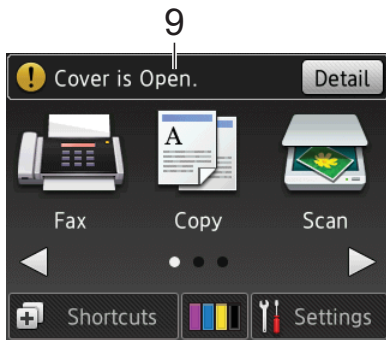 9
Cover is Open. Detail
A
Fax Copy Scan
Shortcuts Settings